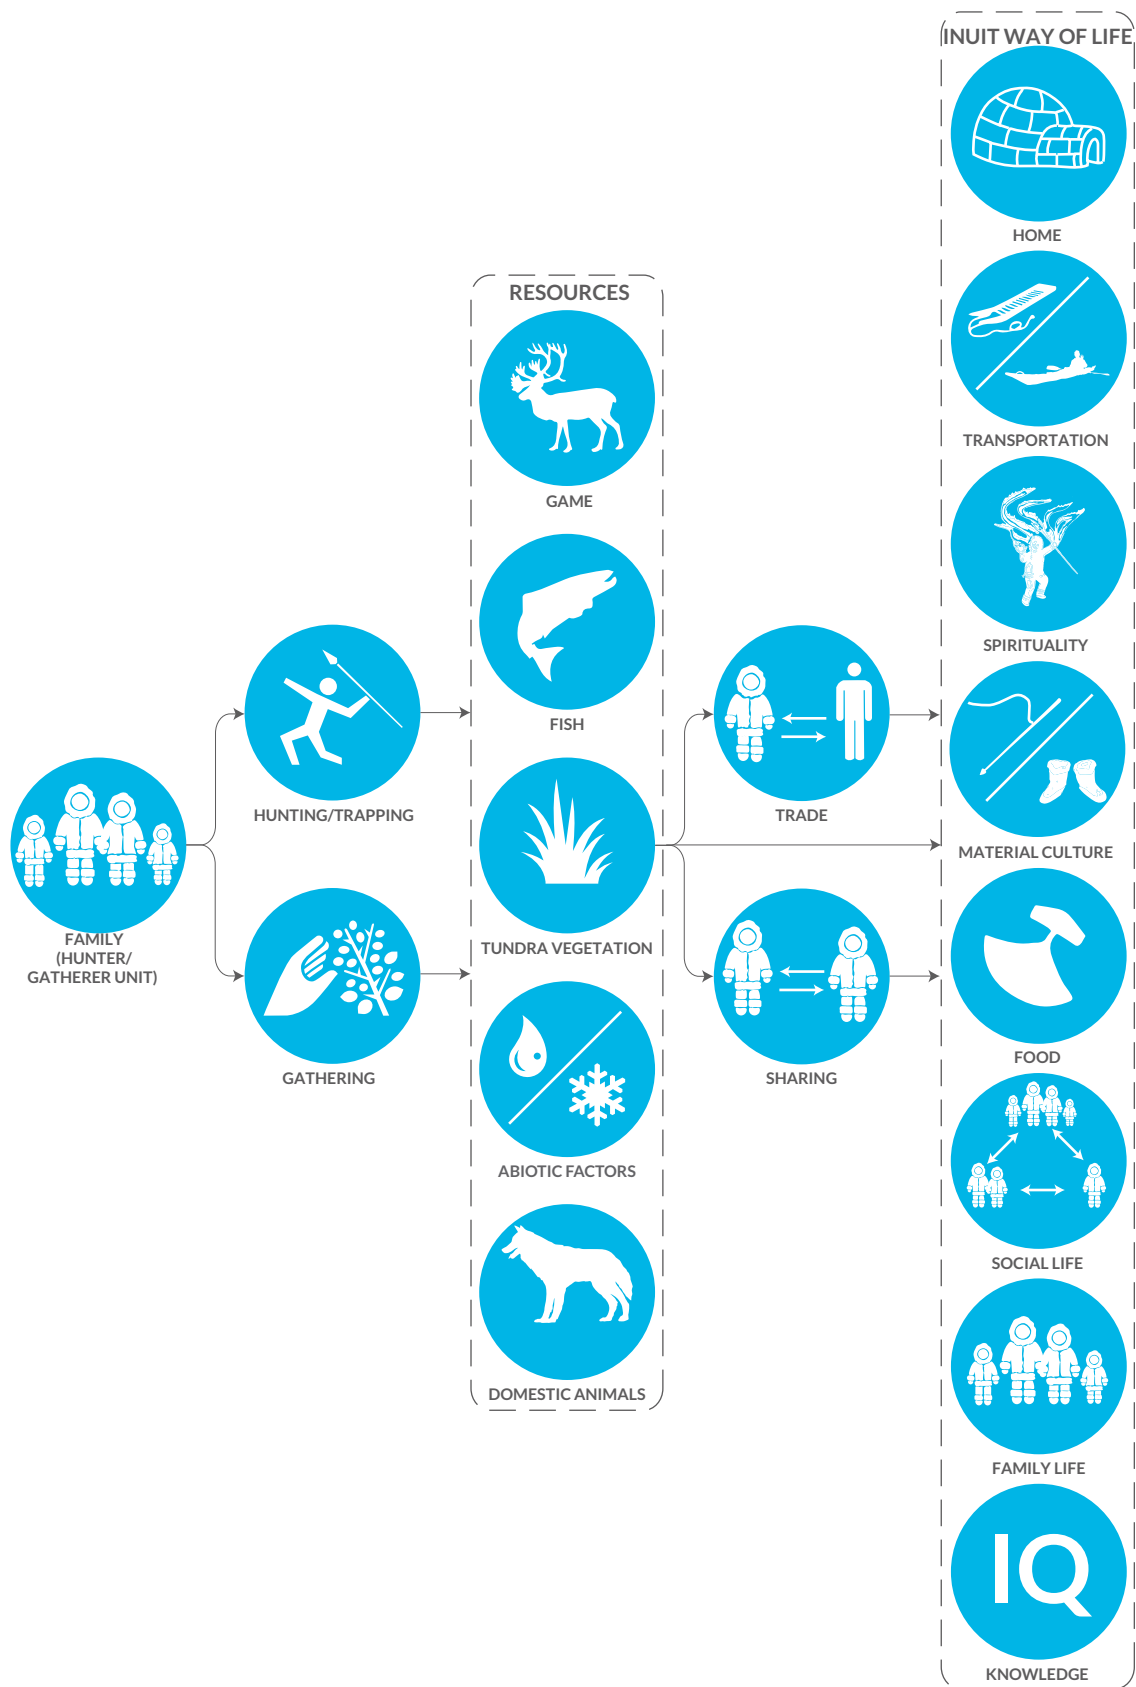 FAMILY
(HUNTER/
GATHERER UNIT)
HUNTING/TRAPPING
GATHERING
RESOURCES
GAME
FISH
TUNDRA VEGETATION
ABIOTIC FACTORS
DOMESTIC ANIMALS
TRADE
SHARING
INUIT WAY OF LIFE
HOME
TRANSPORTATION
SPIRITUALITY
MATERIAL CULTURE
FOOD
SOCIAL LIFE
FAMILY LIFE
IQ
KNOWLEDGE